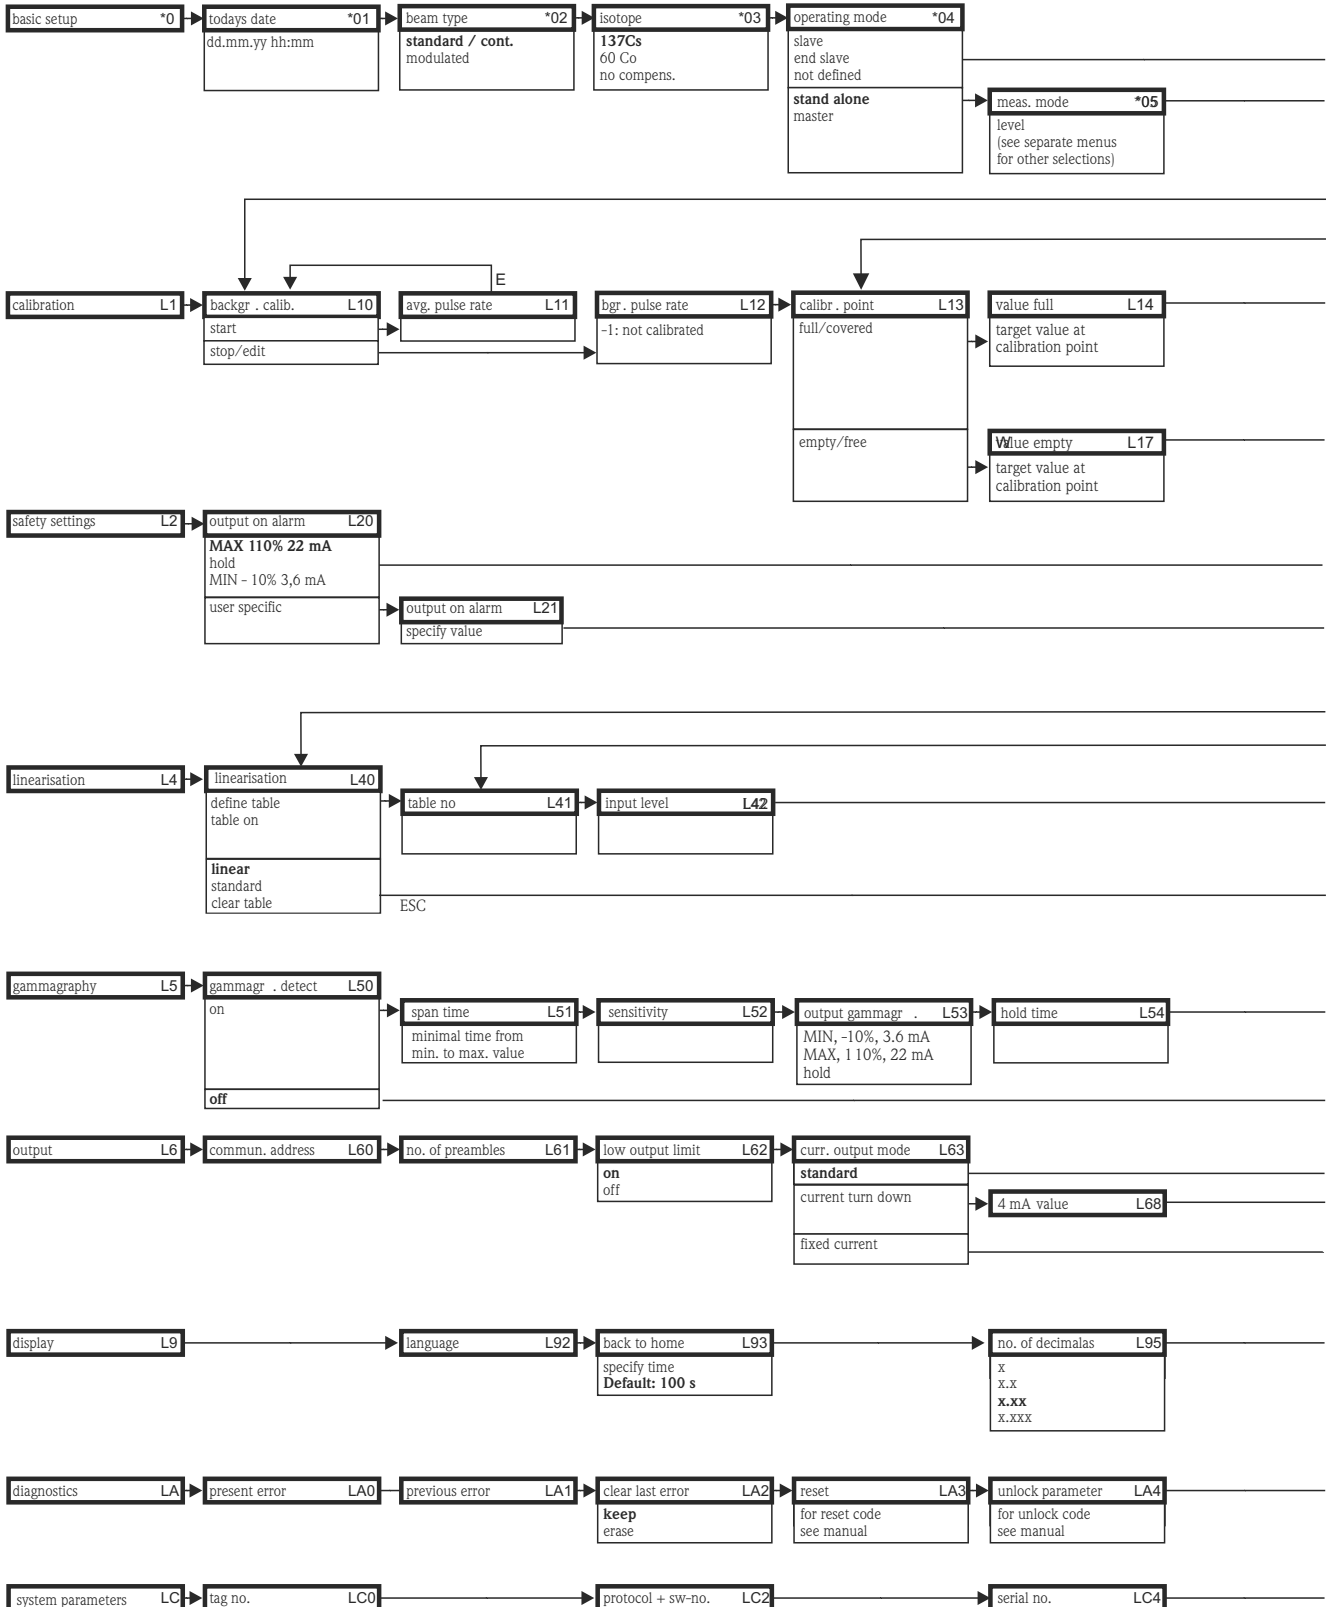 basic setup *0
todays date *01
dd.mm.yy hh:mm
beam type *02
standard / cont.
modulated
isotope *03
137Cs
60 Co
no compens.
operating mode *04
slave
end slave
not defined
stand alone
master
meas. mode *05
level
(see separate menus
for other selections)
calibration L1
backgr . calib. L10
start
stop/edit
E
avg. pulse rate L11
bgr. pulse rate L12
-1: not calibrated
calibr . point L13
full/covered
empty/free
value full L14
target value at
calibration point
Value empty L17
target value at
calibration point
safety settings L2
output on alarm L20
MAX 110% 22 mA
hold
MIN - 10% 3,6 mA
user specific
output on alarm L21
specify value
linearisation L4
linearisation L40
define table
table on
linear
standard
clear table
ESC
table no L41
input level L42
gammagraphy L5
gammagr . detect L50
on
off
span time L51
minimal time from
min. to max. value
sensitivity L52
output gammagr . L53
MIN, -10%, 3.6 mA
MAX, 110%, 22 mA
hold
hold time L54
output L6
commun. address L60
no. of preambles L61
low output limit L62
on
off
curr. output mode L63
standard
current turn down
fixed current
4 mA value L68
display L9
language L92
back to home L93
specify time
Default: 100 s
no. of decimalas L95
x
x.x
x.xx
x.xxx
diagnostics LA
present error LA0
previous error LA1
clear last error LA2
keep
erase
reset LA3
for reset code
see manual
unlock parameter LA4
for unlock code
see manual
system parameters LC
tag no. LC0
protocol + sw-no. LC2
serial no. LC4